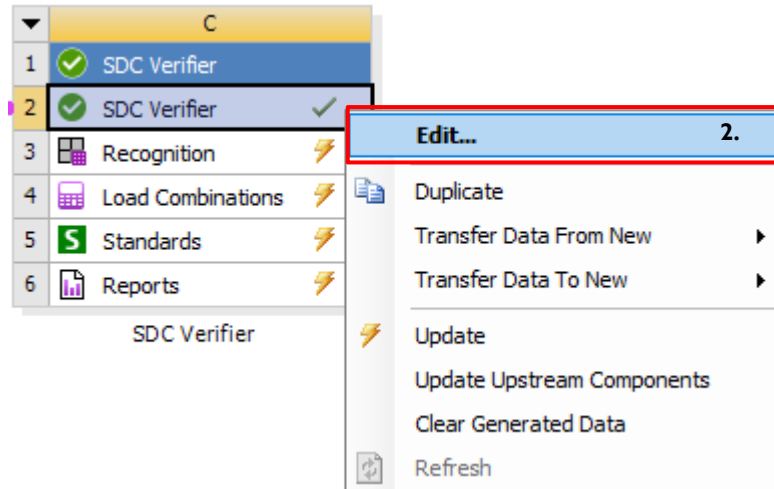 C
1 SDC Verifier
2 SDC Verifier
3 Recognition
4 Load Combinations
5 S Standards
6 Reports
SDC Verifier
Edit... 2.
Duplicate
Transfer Data From New
Transfer Data To New
Update
Update Upstream Components
Clear Generated Data
Refresh